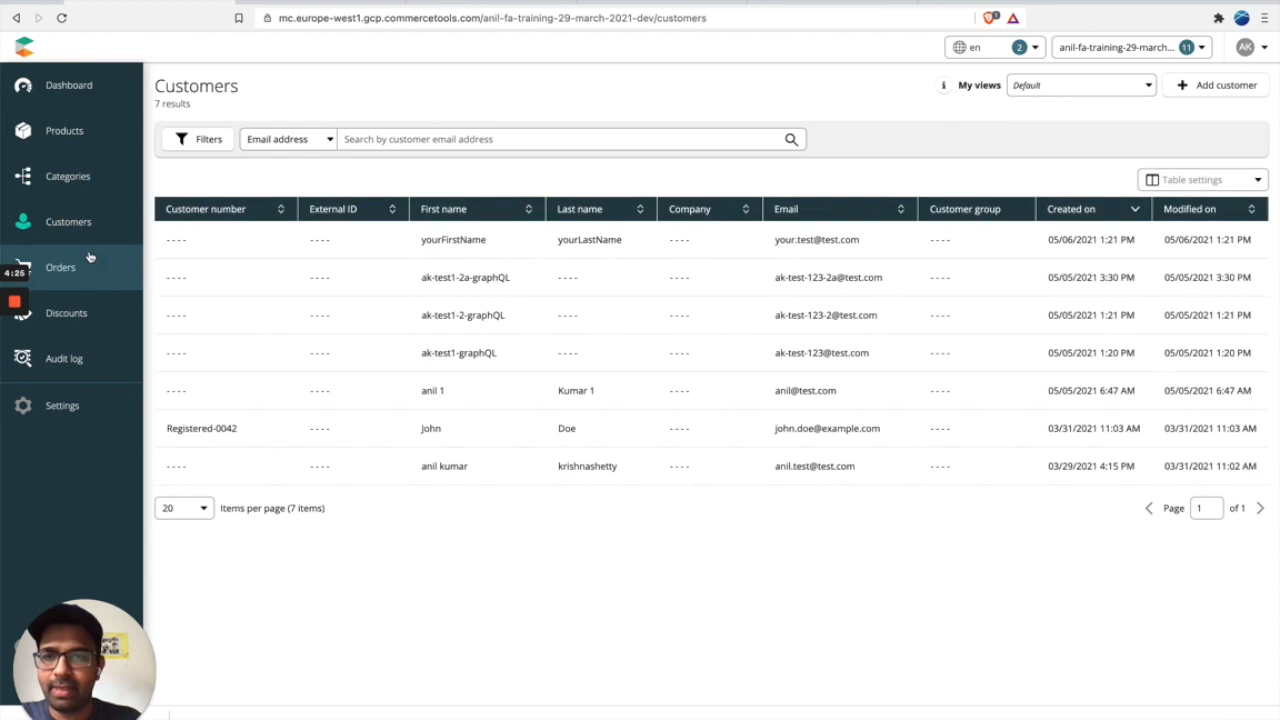 mc.europe-west1.gcp.commercetools.com/anil-fa-training-29-march-2021-dev/customers
1
en 2
anil-fa-training-29-march... 11
AK
Dashboard
Products
Categories
Customers
Orders
4:25
Discounts
Audit log
Settings
Customers
7 results
i My views Default
+ Add customer
Filters Email address Search by customer email address
Table settings
Customer number External ID First name Last name Company Email Customer group Created on Modified on
- - - - - - - - yourFirstName yourLastName - - - - your.test@test.com - - - - 05/06/2021 1:21 PM 05/06/2021 1:21 PM
- - - - - - - - ak-test1-2a-graphQL - - - - - - - - ak-test-123-2a@test.com - - - - 05/05/2021 3:30 PM 05/05/2021 3:30 PM
- - - - - - - - ak-test1-2-graphQL - - - - - - - - ak-test-123-2@test.com - - - - 05/05/2021 1:21 PM 05/05/2021 1:21 PM
- - - - - - - - ak-test1-graphQL - - - - - - - - ak-test-123@test.com - - - - 05/05/2021 1:20 PM 05/05/2021 1:20 PM
- - - - - - - - anil 1 Kumar 1 - - - - anil@test.com - - - - 05/05/2021 6:47 AM 05/05/2021 6:47 AM
Registered-0042 - - - - John Doe - - - - john.doe@example.com - - - - 03/31/2021 11:03 AM 03/31/2021 11:03 AM
- - - - - - - - anil kumar krishnashetty - - - - anil.test@test.com - - - - 03/29/2021 4:15 PM 03/31/2021 11:02 AM
20 Items per page (7 items)
Page 1 of 1